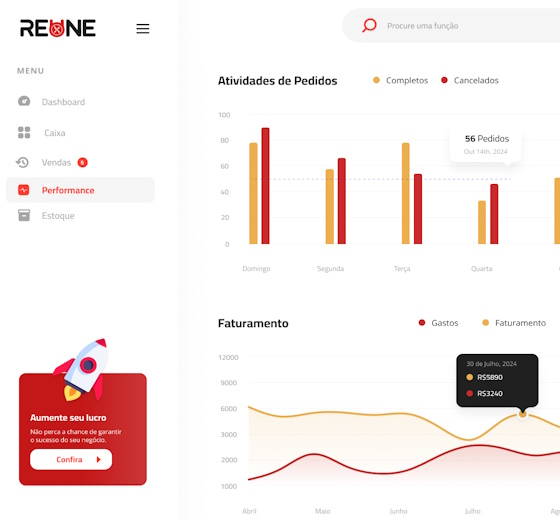 REUNE
Procure uma função
MENU
Dashboard
Caixa
Vendas 6
Performance
Estoque
Aumente seu lucro
Não perca a chance de garantir
o sucesso do seu negócio.
Confira
Atividades de Pedidos
Completos
Cancelados
100
80
60
40
20
0
56 Pedidos
Out 14th, 2024
Domingo
Segunda
Terça
Quarta
Faturamento
Gastos
Faturamento
12000
9000
6000
3000
2000
1000
30 de Julho, 2024
RS5890
RS3240
Abril
Maio
Junho
Julho